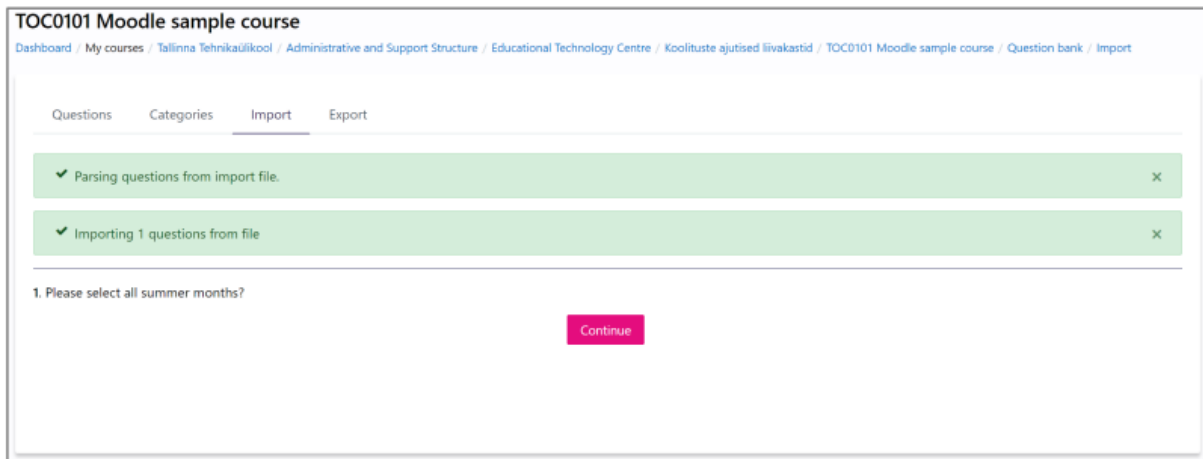 TOC0101 Moodle sample course
Dashboard / My courses / Tallinna Tehnikaülikool / Administrative and Support Structure / Educational Technology Centre / Koolituste ajutised liivakastid / TOC0101 Moodle sample course / Question bank / Import
Questions Categories Import Export
✔ Parsing questions from import file. ×
✔ Importing 1 questions from file ×
1. Please select all summer months?
Continue